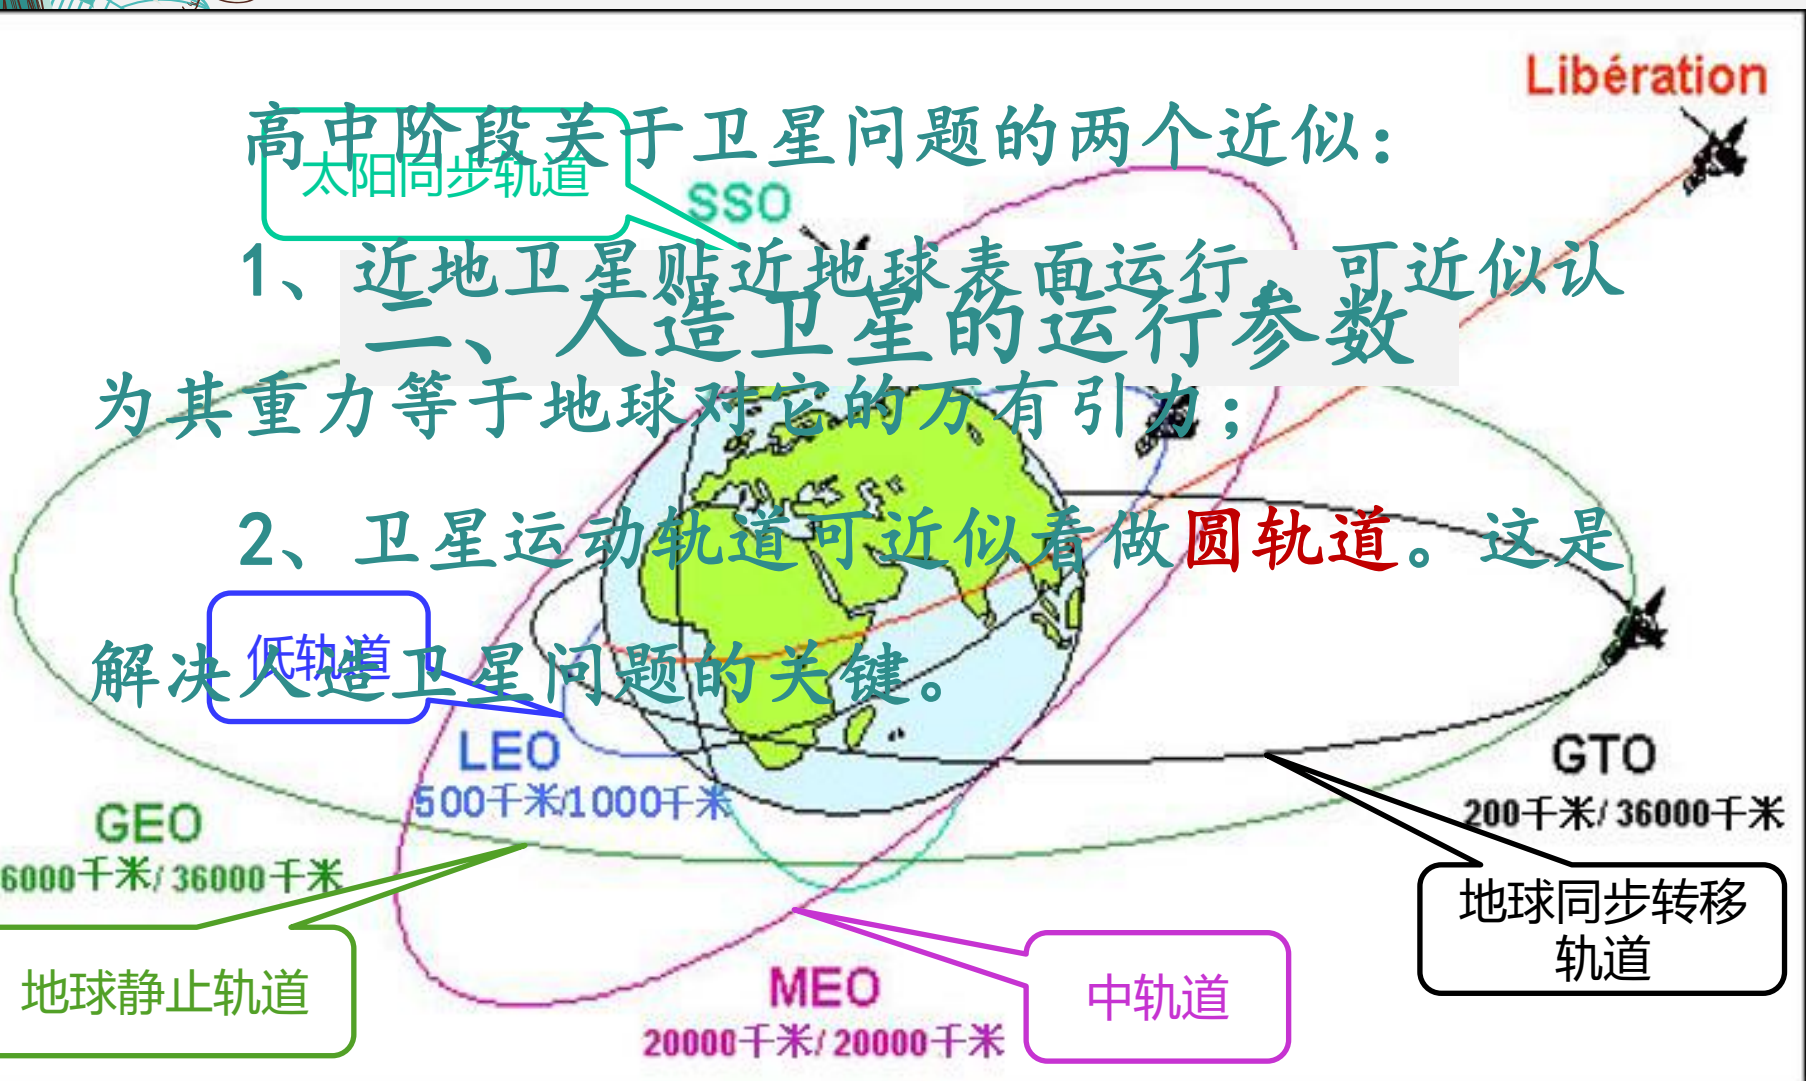 Libération
高中阶段关于卫星问题的两个近似：
太阳同步轨道
SSO
1、近地卫星贴近地球表面运行，可近似认
二、人造卫星的运行参数
为其重力等于地球对它的万有引力；
2、卫星运动轨道可近似看做圆轨道。这是
低轨道
解决人造卫星问题的关键。
LEO
500千米/1000千米
GTO
200千米/ 36000千米
GEO
6000千米/ 36000千米
地球同步转移
轨道
地球静止轨道
MEO
20000千米/ 20000千米
中轨道